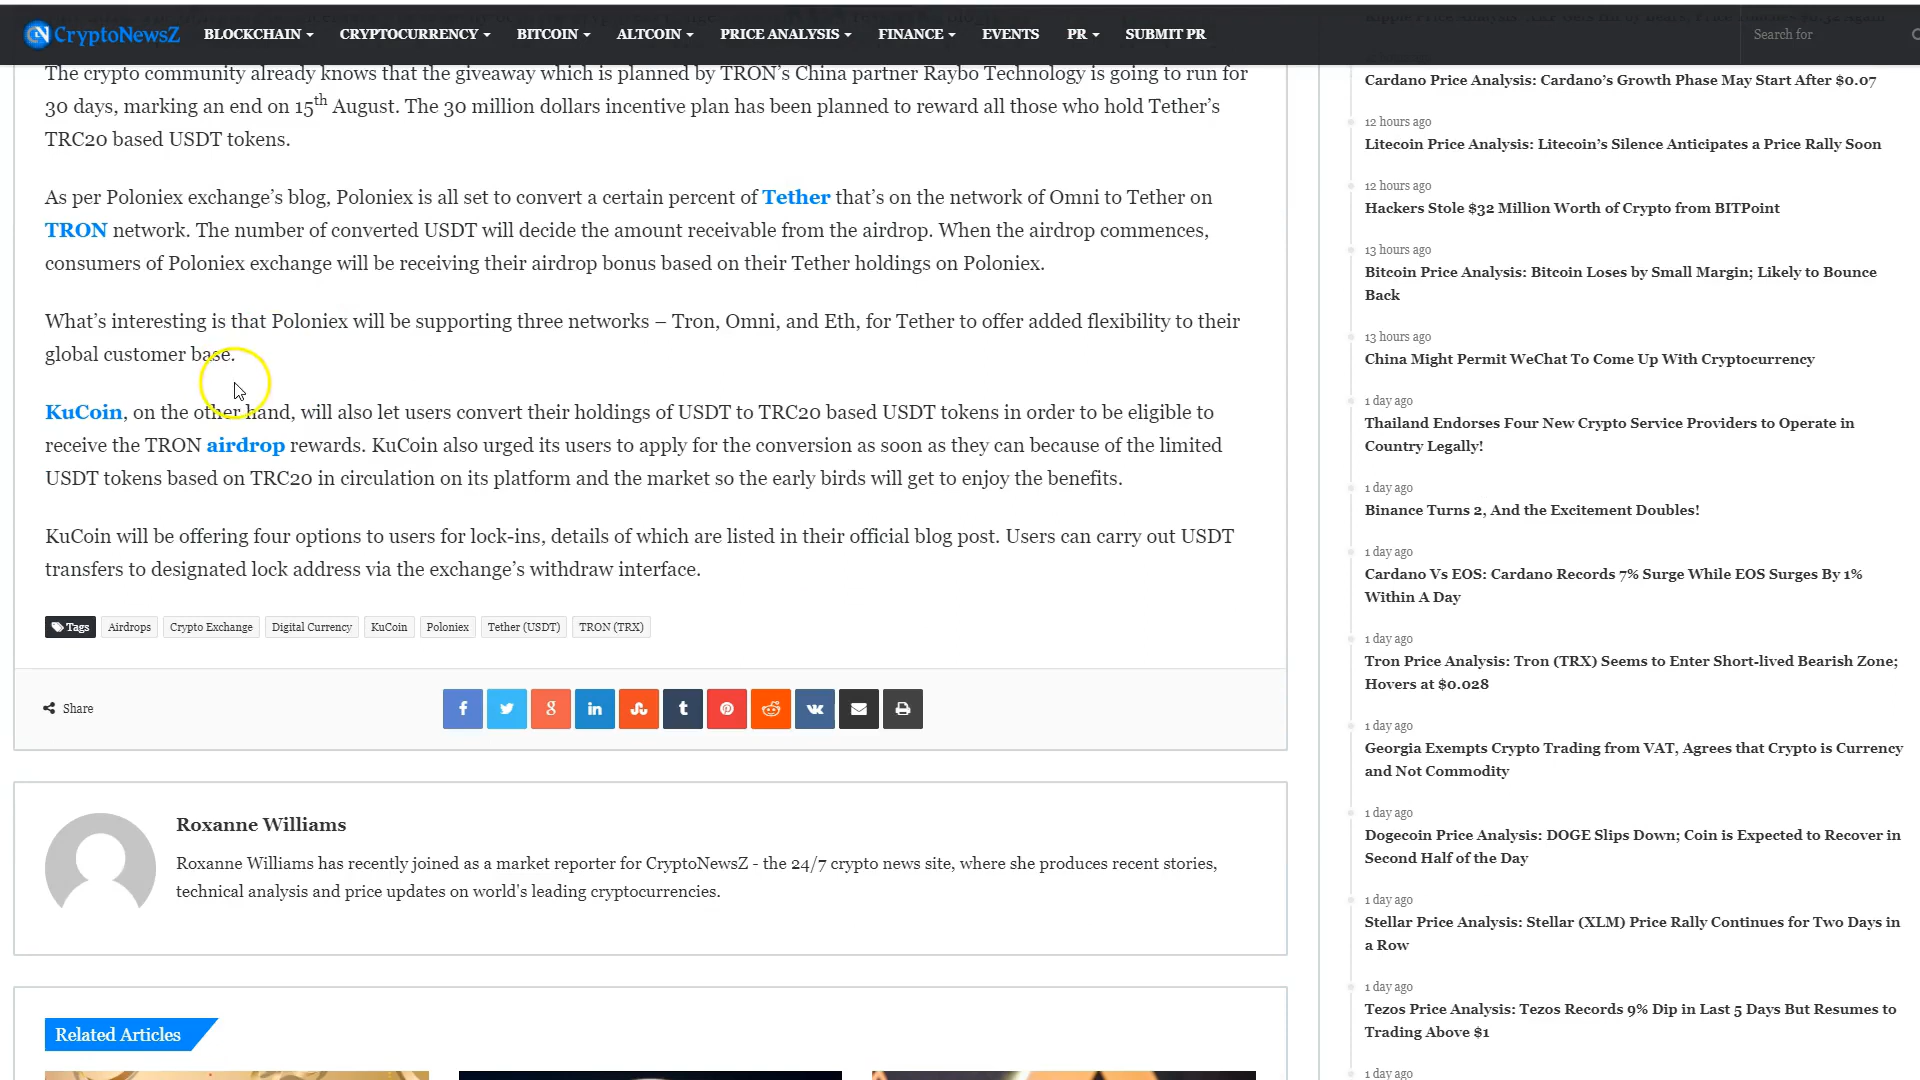 CryptoNewsZ
BLOCKCHAIN
CRYPTOCURRENCY
BITCOIN
ALTCOIN
PRICE ANALYSIS
FINANCE
EVENTS
PR
SUBMIT PR
Search for
The crypto community already knows that the giveaway which is planned by TRON’s China partner Raybo Technology is going to run for
30 days, marking an end on 15th August. The 30 million dollars incentive plan has been planned to reward all those who hold Tether’s
TRC20 based USDT tokens.
As per Poloniex exchange’s blog, Poloniex is all set to convert a certain percent of Tether that’s on the network of Omni to Tether on
TRON network. The number of converted USDT will decide the amount receivable from the airdrop. When the airdrop commences,
consumers of Poloniex exchange will be receiving their airdrop bonus based on their Tether holdings on Poloniex.
What’s interesting is that Poloniex will be supporting three networks – Tron, Omni, and Eth, for Tether to offer added flexibility to their
global customer base.
KuCoin, on the other hand, will also let users convert their holdings of USDT to TRC20 based USDT tokens in order to be eligible to
receive the TRON airdrop rewards. KuCoin also urged its users to apply for the conversion as soon as they can because of the limited
USDT tokens based on TRC20 in circulation on its platform and the market so the early birds will get to enjoy the benefits.
KuCoin will be offering four options to users for lock-ins, details of which are listed in their official blog post. Users can carry out USDT
transfers to designated lock address via the exchange’s withdraw interface.
Tags
Airdrops
Crypto Exchange
Digital Currency
KuCoin
Poloniex
Tether (USDT)
TRON (TRX)
Share
Roxanne Williams
Roxanne Williams has recently joined as a market reporter for CryptoNewsZ - the 24/7 crypto news site, where she produces recent stories,
technical analysis and price updates on world's leading cryptocurrencies.
Related Articles
Cardano Price Analysis: Cardano’s Growth Phase May Start After $0.07
12 hours ago
Litecoin Price Analysis: Litecoin’s Silence Anticipates a Price Rally Soon
12 hours ago
Hackers Stole $32 Million Worth of Crypto from BITPoint
13 hours ago
Bitcoin Price Analysis: Bitcoin Loses by Small Margin; Likely to Bounce
Back
13 hours ago
China Might Permit WeChat To Come Up With Cryptocurrency
1 day ago
Thailand Endorses Four New Crypto Service Providers to Operate in
Country Legally!
1 day ago
Binance Turns 2, And the Excitement Doubles!
1 day ago
Cardano Vs EOS: Cardano Records 7% Surge While EOS Surges By 1%
Within A Day
1 day ago
Tron Price Analysis: Tron (TRX) Seems to Enter Short-lived Bearish Zone;
Hovers at $0.028
1 day ago
Georgia Exempts Crypto Trading from VAT, Agrees that Crypto is Currency
and Not Commodity
1 day ago
Dogecoin Price Analysis: DOGE Slips Down; Coin is Expected to Recover in
Second Half of the Day
1 day ago
Stellar Price Analysis: Stellar (XLM) Price Rally Continues for Two Days in
a Row
1 day ago
Tezos Price Analysis: Tezos Records 9% Dip in Last 5 Days But Resumes to
Trading Above $1
1 day ago